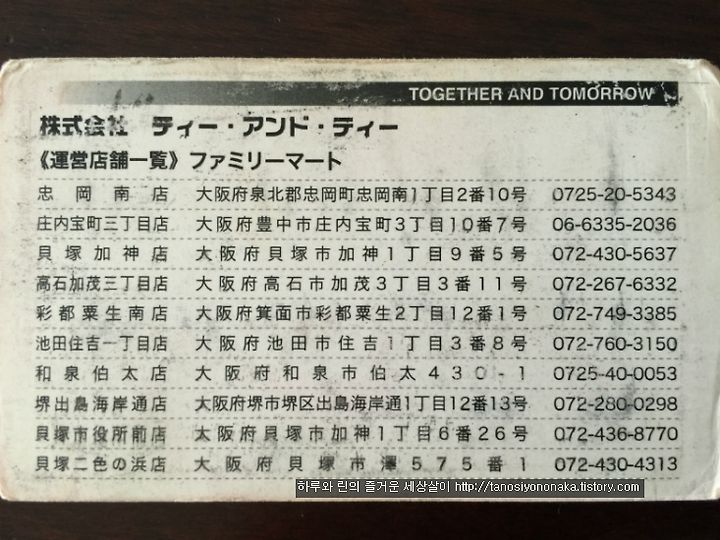 TOGETHER AND TOMORROW
株式会社 ティー・アンド・ティー
《運営店舗一覧》ファミリーマート
忠岡南店 大阪府泉北郡忠岡町忠岡南1丁目2番10号 0725-20-5343
庄内宝町三丁目店 大阪府豊中市庄内宝町3丁目10番7号 06-6335-2036
貝塚加神店 大阪府貝塚市加神1丁目9番5号 072-430-5637
高石加茂三丁目店 大阪府高石市加茂3丁目3番11号 072-267-6332
彩都粟生南店 大阪府箕面市彩都粟生2丁目12番1号 072-749-3385
池田住吉一丁目店 大阪府池田市住吉1丁目3番8号 072-760-3150
和泉伯太店 大阪府和泉市伯太430-1 0725-40-0053
堺出島海岸通店 大阪府堺市堺区出島海岸通1丁目12番13号 072-280-0298
貝塚市役所前店 大阪府貝塚市加神1丁目6番26号 072-436-8770
貝塚二色の浜店 大阪府貝塚市澤575番1 072-430-4313
하루와 린의 즐거운 세상살이 http://tanosiyononaka.tistory.com